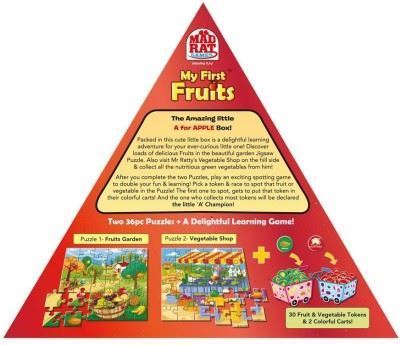 MAD
RAT
GAMES
My First
Fruits
The Amazing little
A for APPLE Box!
Packed in this cute little box is a delightful learning
adventure for your ever-curious little one! Discover
loads of delicious Fruits in the beautiful garden Jigsaw
Puzzle. Also visit Mr Ratty's Vegetable Shop on the hill side
& collect all the nutritious green vegetables from him!
After you complete the two Puzzles, play an exciting spotting game
to double your fun & learning! Pick a token & race to spot that fruit or
vegetable in the Puzzle! The first one to spot, gets to put that token in
their colorful carts! And the one who collects most tokens will be declared
the little 'A' Champion!
Two 36pc Puzzles + A Delightful Learning Game!
Puzzle 1- Fruits Garden
Puzzle 2- Vegetable Shop
+
30 Fruit & Vegetable Tokens
& 2 Colorful Carts!